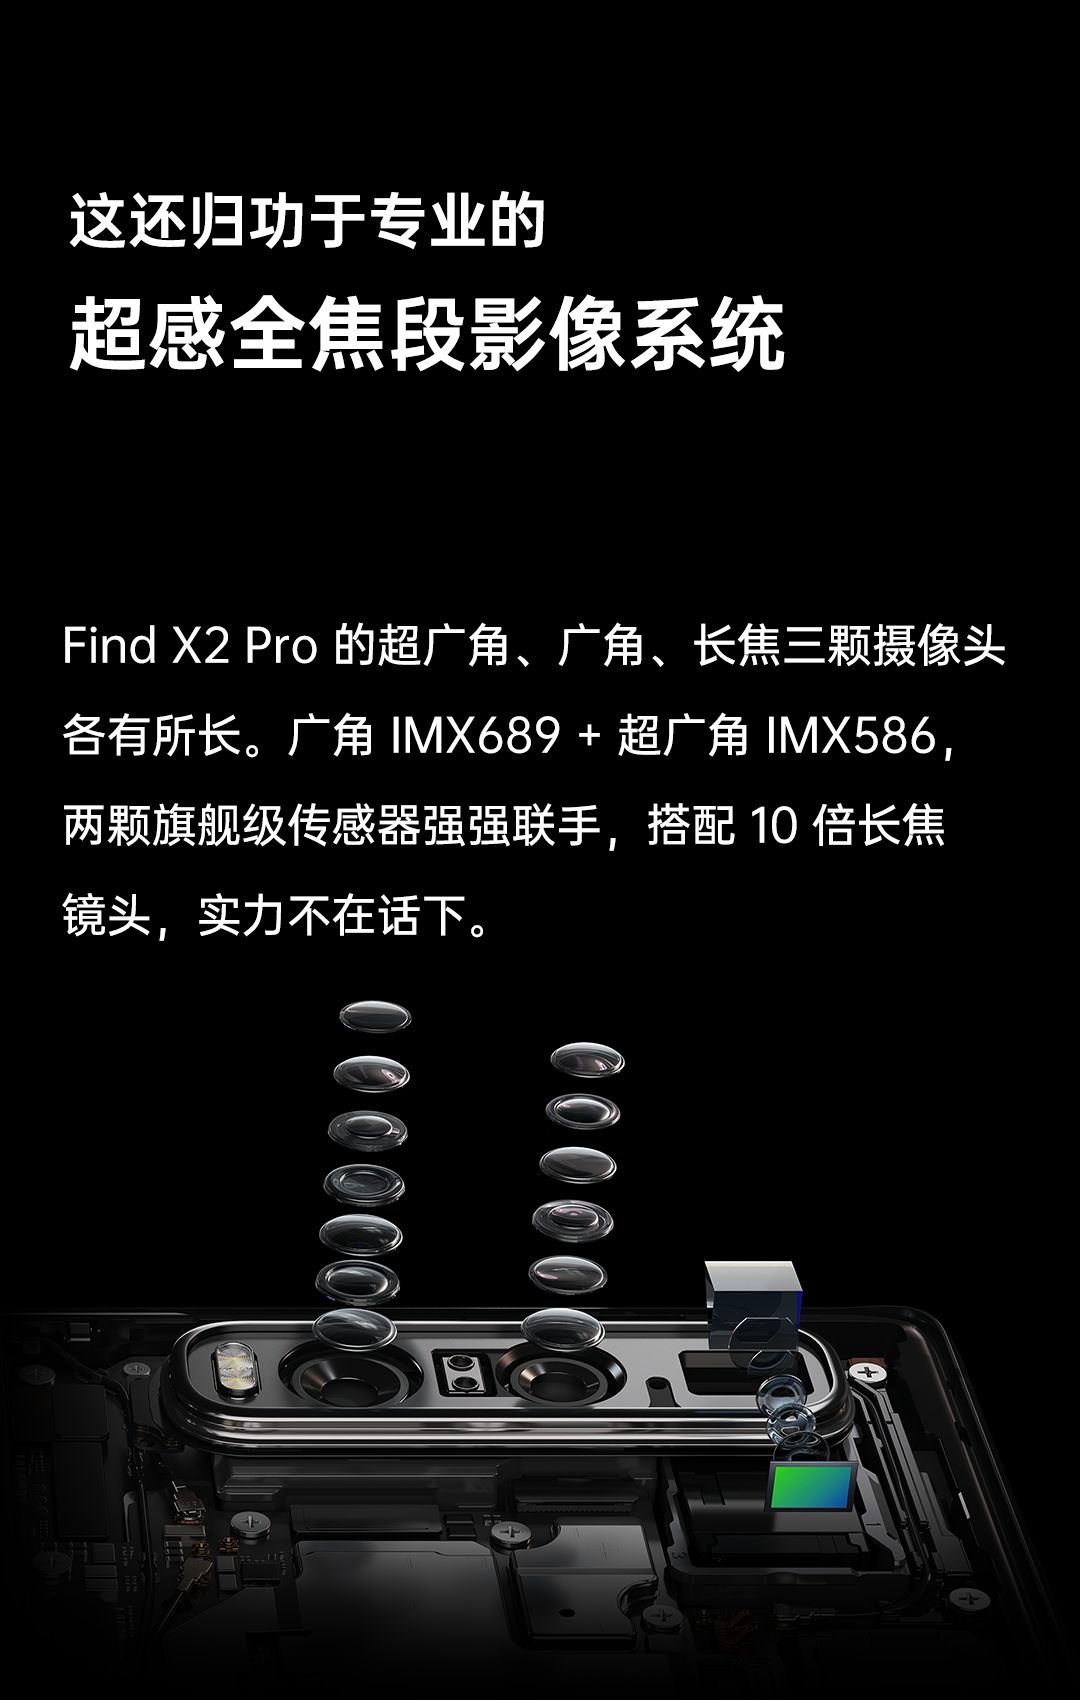 这还归功于专业的
超感全焦段影像系统
Find X2 Pro 的超广角、广角、长焦三颗摄像头
各有所长。广角 IMX689 + 超广角 IMX586，
两颗旗舰级传感器强强联手，搭配 10 倍长焦
镜头，实力不在话下。